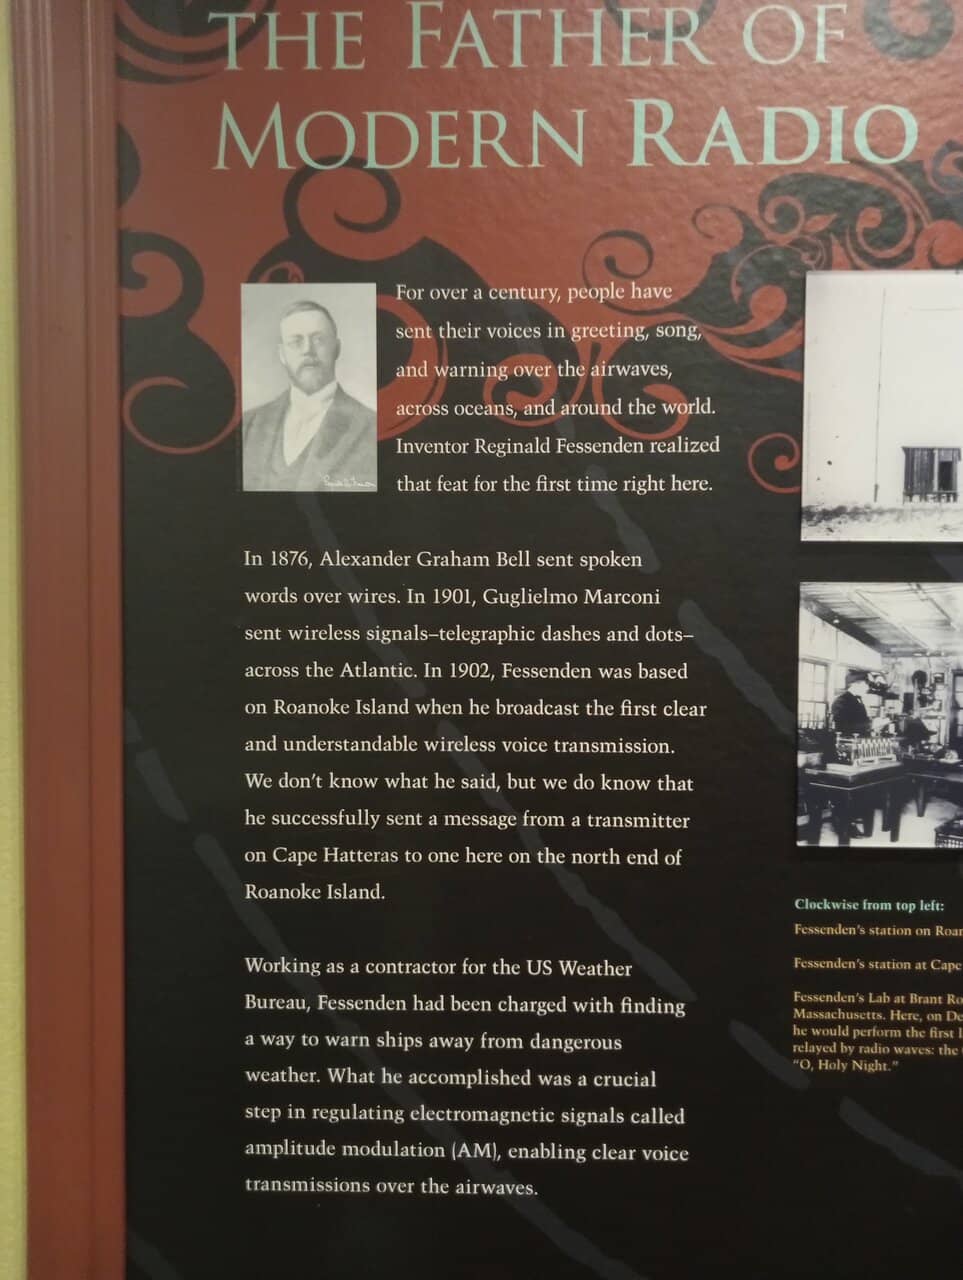 THE FATHER OF
MODERN RADIO
For over a century, people have
sent their voices in greeting, song,
and warning over the airwaves,
across oceans, and around the world.
Inventor Reginald Fessenden realized
that feat for the first time right here.
In 1876, Alexander Graham Bell sent spoken
words over wires. In 1901, Guglielmo Marconi
sent wireless signals–telegraphic dashes and dots–
across the Atlantic. In 1902, Fessenden was based
on Roanoke Island when he broadcast the first clear
and understandable wireless voice transmission.
We don't know what he said, but we do know that
he successfully sent a message from a transmitter
on Cape Hatteras to one here on the north end of
Roanoke Island.
Working as a contractor for the US Weather
Bureau, Fessenden had been charged with finding
a way to warn ships away from dangerous
weather. What he accomplished was a crucial
step in regulating electromagnetic signals called
amplitude modulation (AM), enabling clear voice
transmissions over the airwaves.
Clockwise from top left:
Fessenden's station on
Fessenden's station at Cape
Fessenden's Lab at Brant
Massachusetts. Here, on
he would perform the first
relayed by radio waves: the
"O, Holy Night."